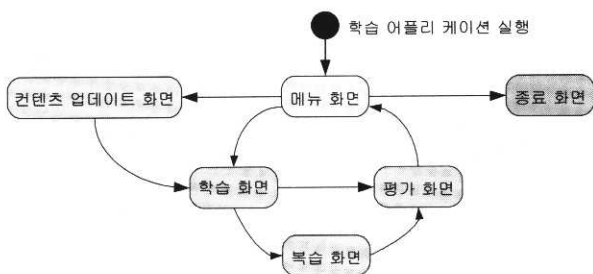 학습 어플리 케이션 실행
컨텐츠 업데이트 화면
메뉴 화면
종료 화면
학습 화면
평가 화면
복습 화면